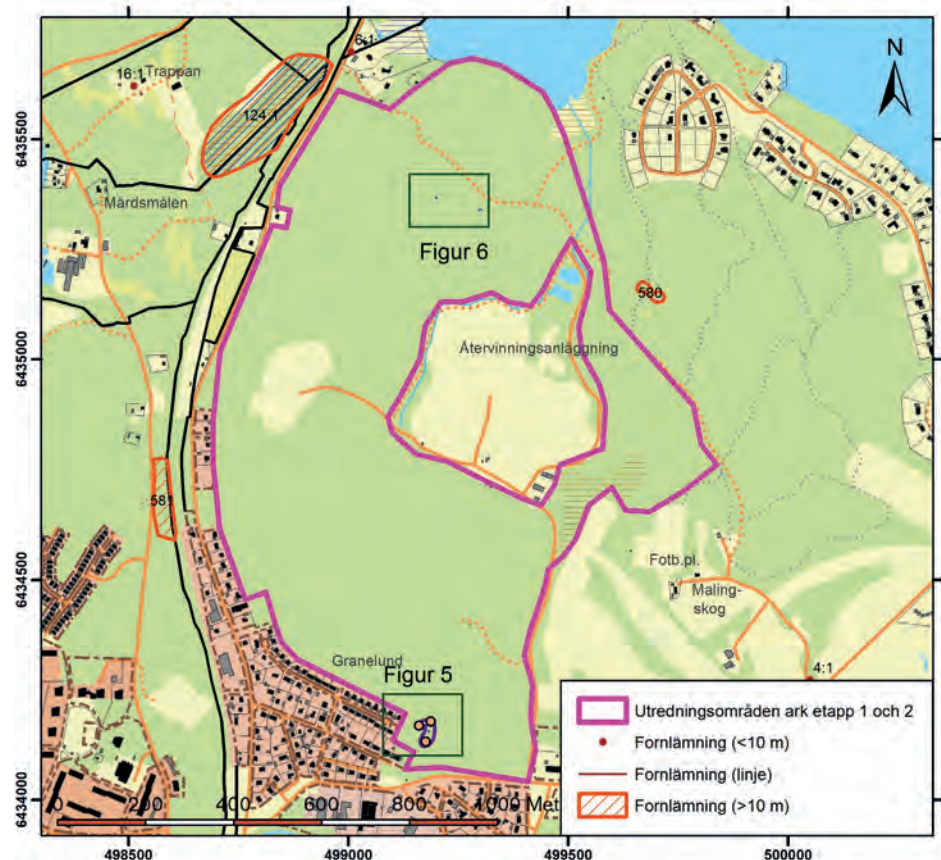 6:1
N
16:1
Trappan
124:1
6435500
Mårdsmålen
Figur 6
580
Återvinningsanläggning
6435000
581
6434500
Fotb.pl.
Maling-
skog
4:1
Granelund
Figur 5
Utredningsområden ark etapp 1 och 2
Fornlämning (<10 m)
Fornlämning (linje)
Fornlämning (>10 m)
6434000
0 200 400 600 800 1000 Met
498500 499000 499500 500000